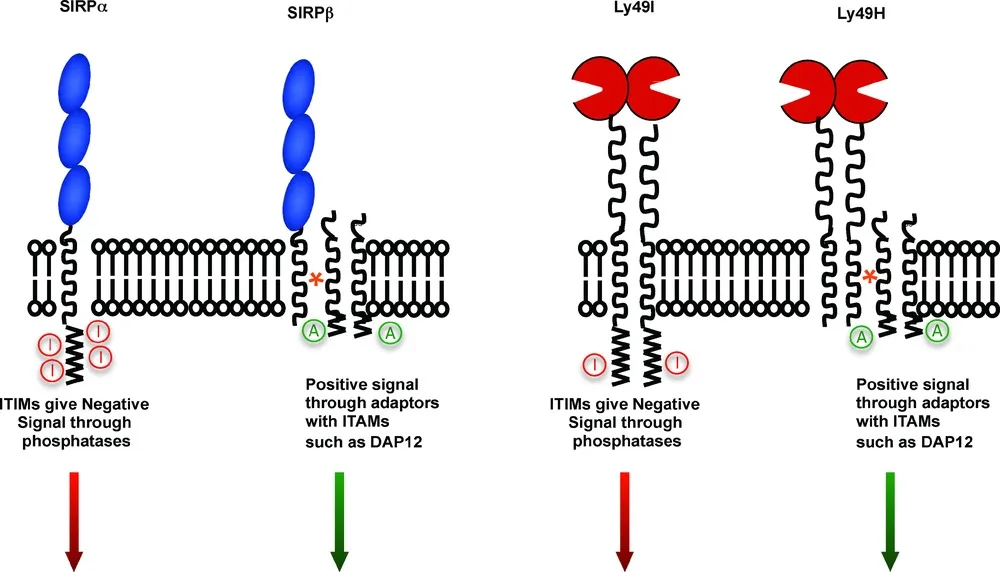 SIRPα
SIRPβ
Ly49I
Ly49H
I
I
I
I
A
A
I
I
A
A
ITIMs give Negative
Signal through
phosphatases
Positive signal
through adaptors
with ITAMs
such as DAP12
ITIMs give Negative
Signal through
phosphatases
Positive signal
through adaptors
with ITAMs
such as DAP12